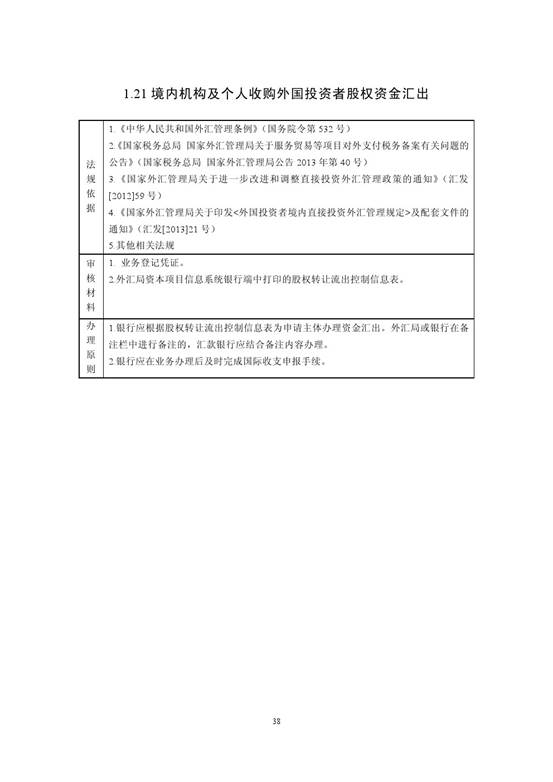 1.21 境内机构及个人收购外国投资者股权资金汇出
法规依据
1.《中华人民共和国外汇管理条例》（国务院令第 532 号）
2.《国家税务总局 国家外汇管理局关于服务贸易等项目对外支付税务备案有关问题的
公告》（国家税务总局 国家外汇管理局公告 2013 年第 40 号）
3.《国家外汇管理局关于进一步改进和调整直接投资外汇管理政策的通知》（汇发
[2012]59 号）
4.《国家外汇管理局关于印发<外国投资者境内直接投资外汇管理规定>及配套文件的
通知》（汇发[2013]21 号）
5.其他相关法规
审核材料
1. 业务登记凭证。
2.外汇局资本项目信息系统银行端中打印的股权转让流出控制信息表。
办理原则
1.银行应根据股权转让流出控制信息表为申请主体办理资金汇出。外汇局或银行在备
注栏中进行备注的，汇款银行应结合备注内容办理。
2.银行应在业务办理后及时完成国际收支申报手续。
38